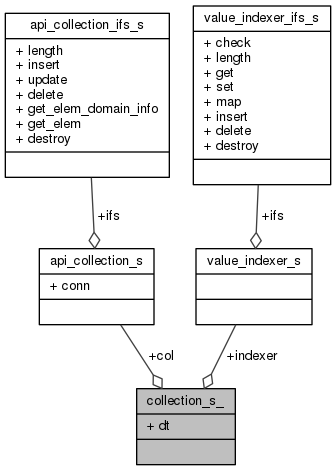 api_collection_ifs_s
+ length
+ insert
+ update
+ delete
+ get_elem_domain_info
+ get_elem
+ destroy
value_indexer_ifs_s
+ check
+ length
+ get
+ set
+ map
+ insert
+ delete
+ destroy
+ifs
+ifs
api_collection_s
+ conn
value_indexer_s
+col
+indexer
collection_s_
+ dt